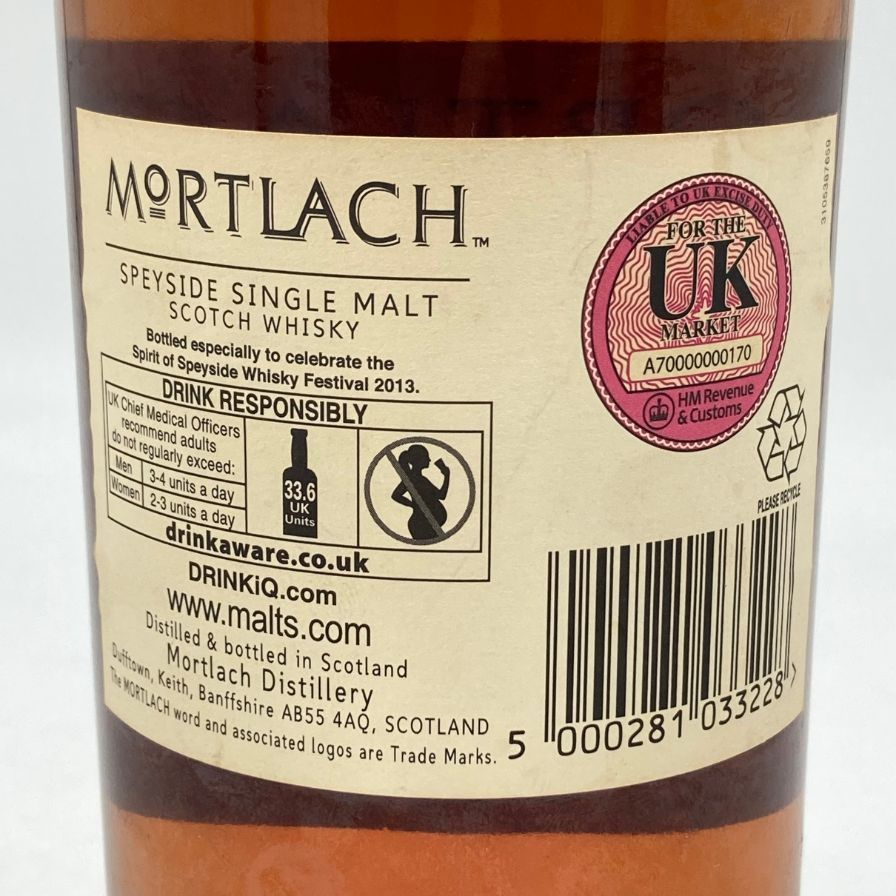 MORTLACH™
SPEYSIDE SINGLE MALT
SCOTCH WHISKY
Bottled especially to celebrate the
Spirit of Speyside Whisky Festival 2013.
DRINK RESPONSIBLY
UK Chief Medical Officers
recommend adults
do not regularly exceed:
Men 3-4 units a day
Women 2-3 units a day
33.6
UK
Units
drinkaware.co.uk
DRINKiQ.com
www.malts.com
Distilled & bottled in Scotland
Mortlach Distillery
Dufftown, Keith, Banffshire AB55 4AQ, SCOTLAND
The MORTLACH word and associated logos are Trade Marks.
LIABLE TO UK EXCISE DUTY
FOR THE
UK
MARKET
A70000000170
HM Revenue
& Customs
3105387659
PLEASE RECYCLE
5 000281 033228 >